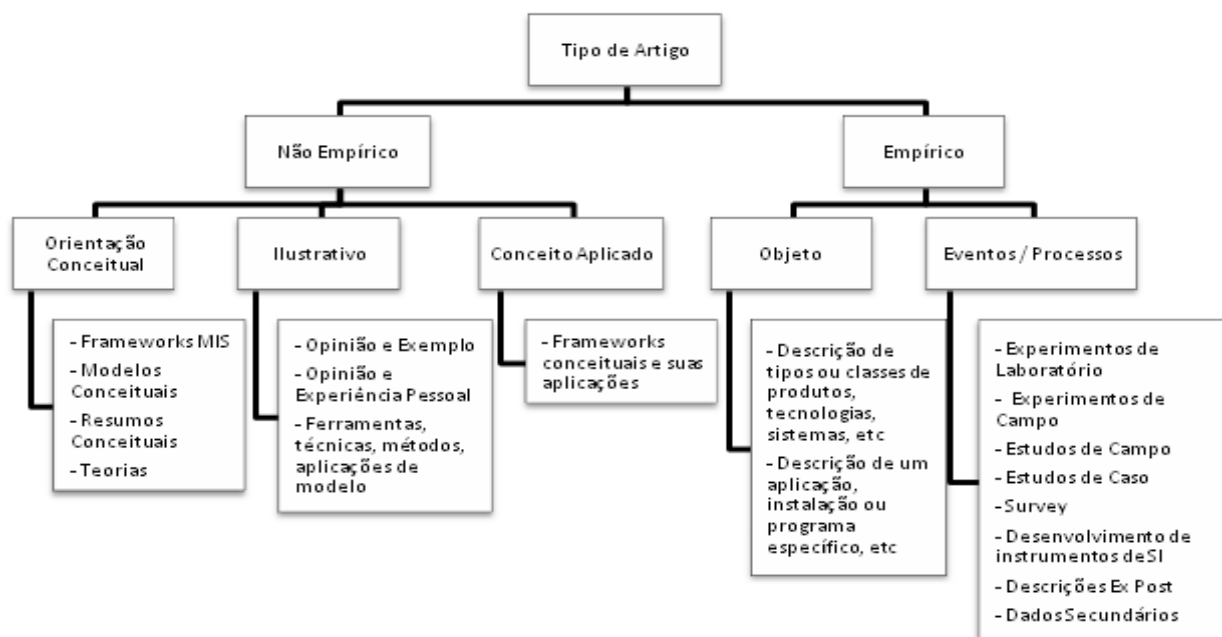 Tipo de Artigo
Não Empírico
Empírico
Orientação
Conceitual
Ilustrativo
Conceito Aplicado
Objeto
Eventos / Processos
- Frameworks MIS
- Modelos
Conceituais
- Resumos
Conceituais
- Teorias
- Opinião e Exemplo
- Opinião e
Experiência Pessoal
- Ferramentas,
técnicas, métodos,
aplicações de
modelo
- Frameworks
conceituais e suas
aplicações
- Descrição de
tipos ou classes de
produtos,
tecnologias,
sistemas, etc
- Descrição de um
aplicação,
instalação ou
programa
específico, etc
- Experimentos de
Laboratório
- Experimentos de
Campo
- Estudos de Campo
- Estudos de Caso
- Survey
- Desenvolvimento de
instrumentos de SI
- Descrições Ex Post
- Dados Secundários